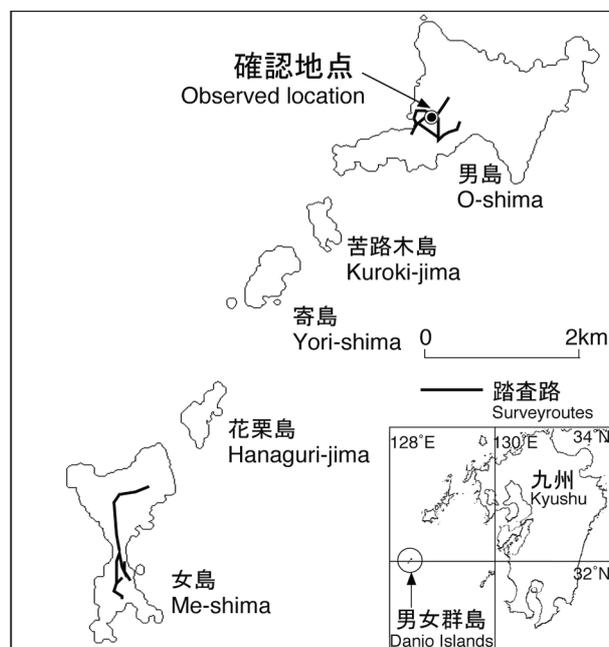 確認地点
Observed location
男島
O-shima
苦路木島
Kuroki-jima
寄島
Yori-shima
0 2km
踏査路
Surveyroutes
花栗島
Hanaguri-jima
128˚E 130˚E 34˚N
九州
Kyushu
32˚N
女島
Me-shima
男女群島
Danjo Islands